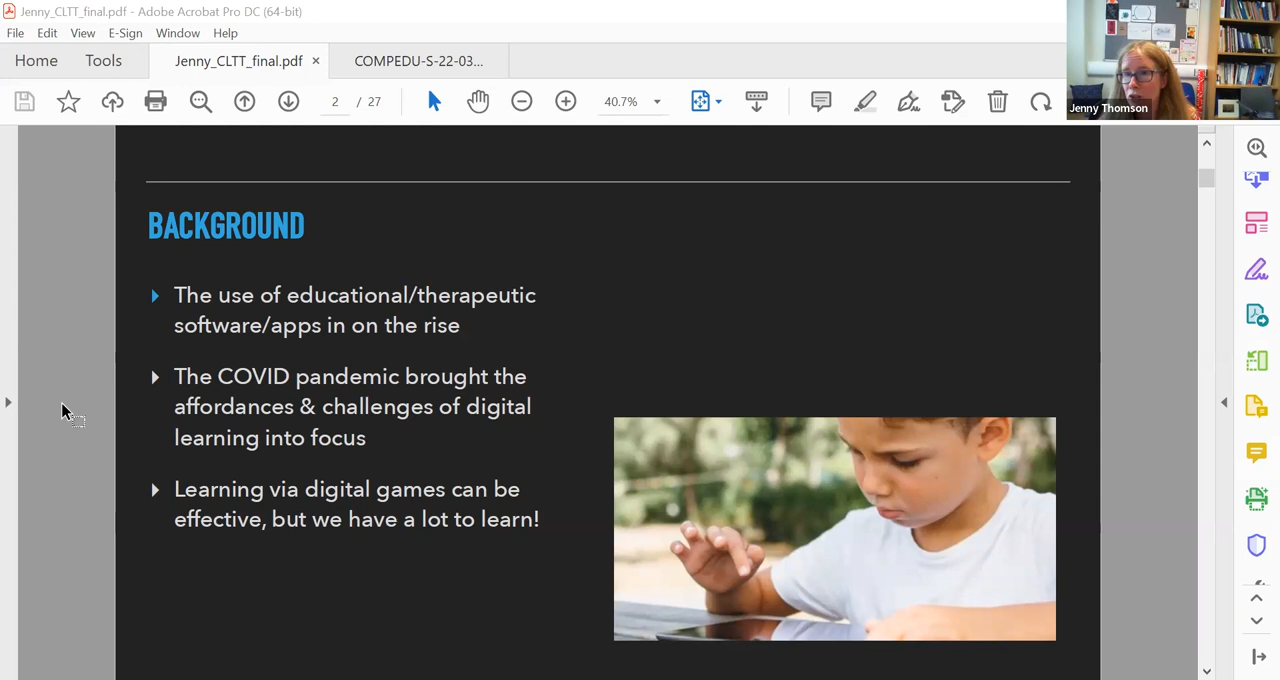 Jenny_CLTT_final.pdf - Adobe Acrobat Pro DC (64-bit)
File Edit View E-Sign Window Help
Home Tools Jenny_CLTT_final.pdf × COMPEDU-S-22-03...
2 / 27 40.7%
Jenny Thomson
BACKGROUND
The use of educational/therapeutic
software/apps in on the rise
The COVID pandemic brought the
affordances & challenges of digital
learning into focus
Learning via digital games can be
effective, but we have a lot to learn!